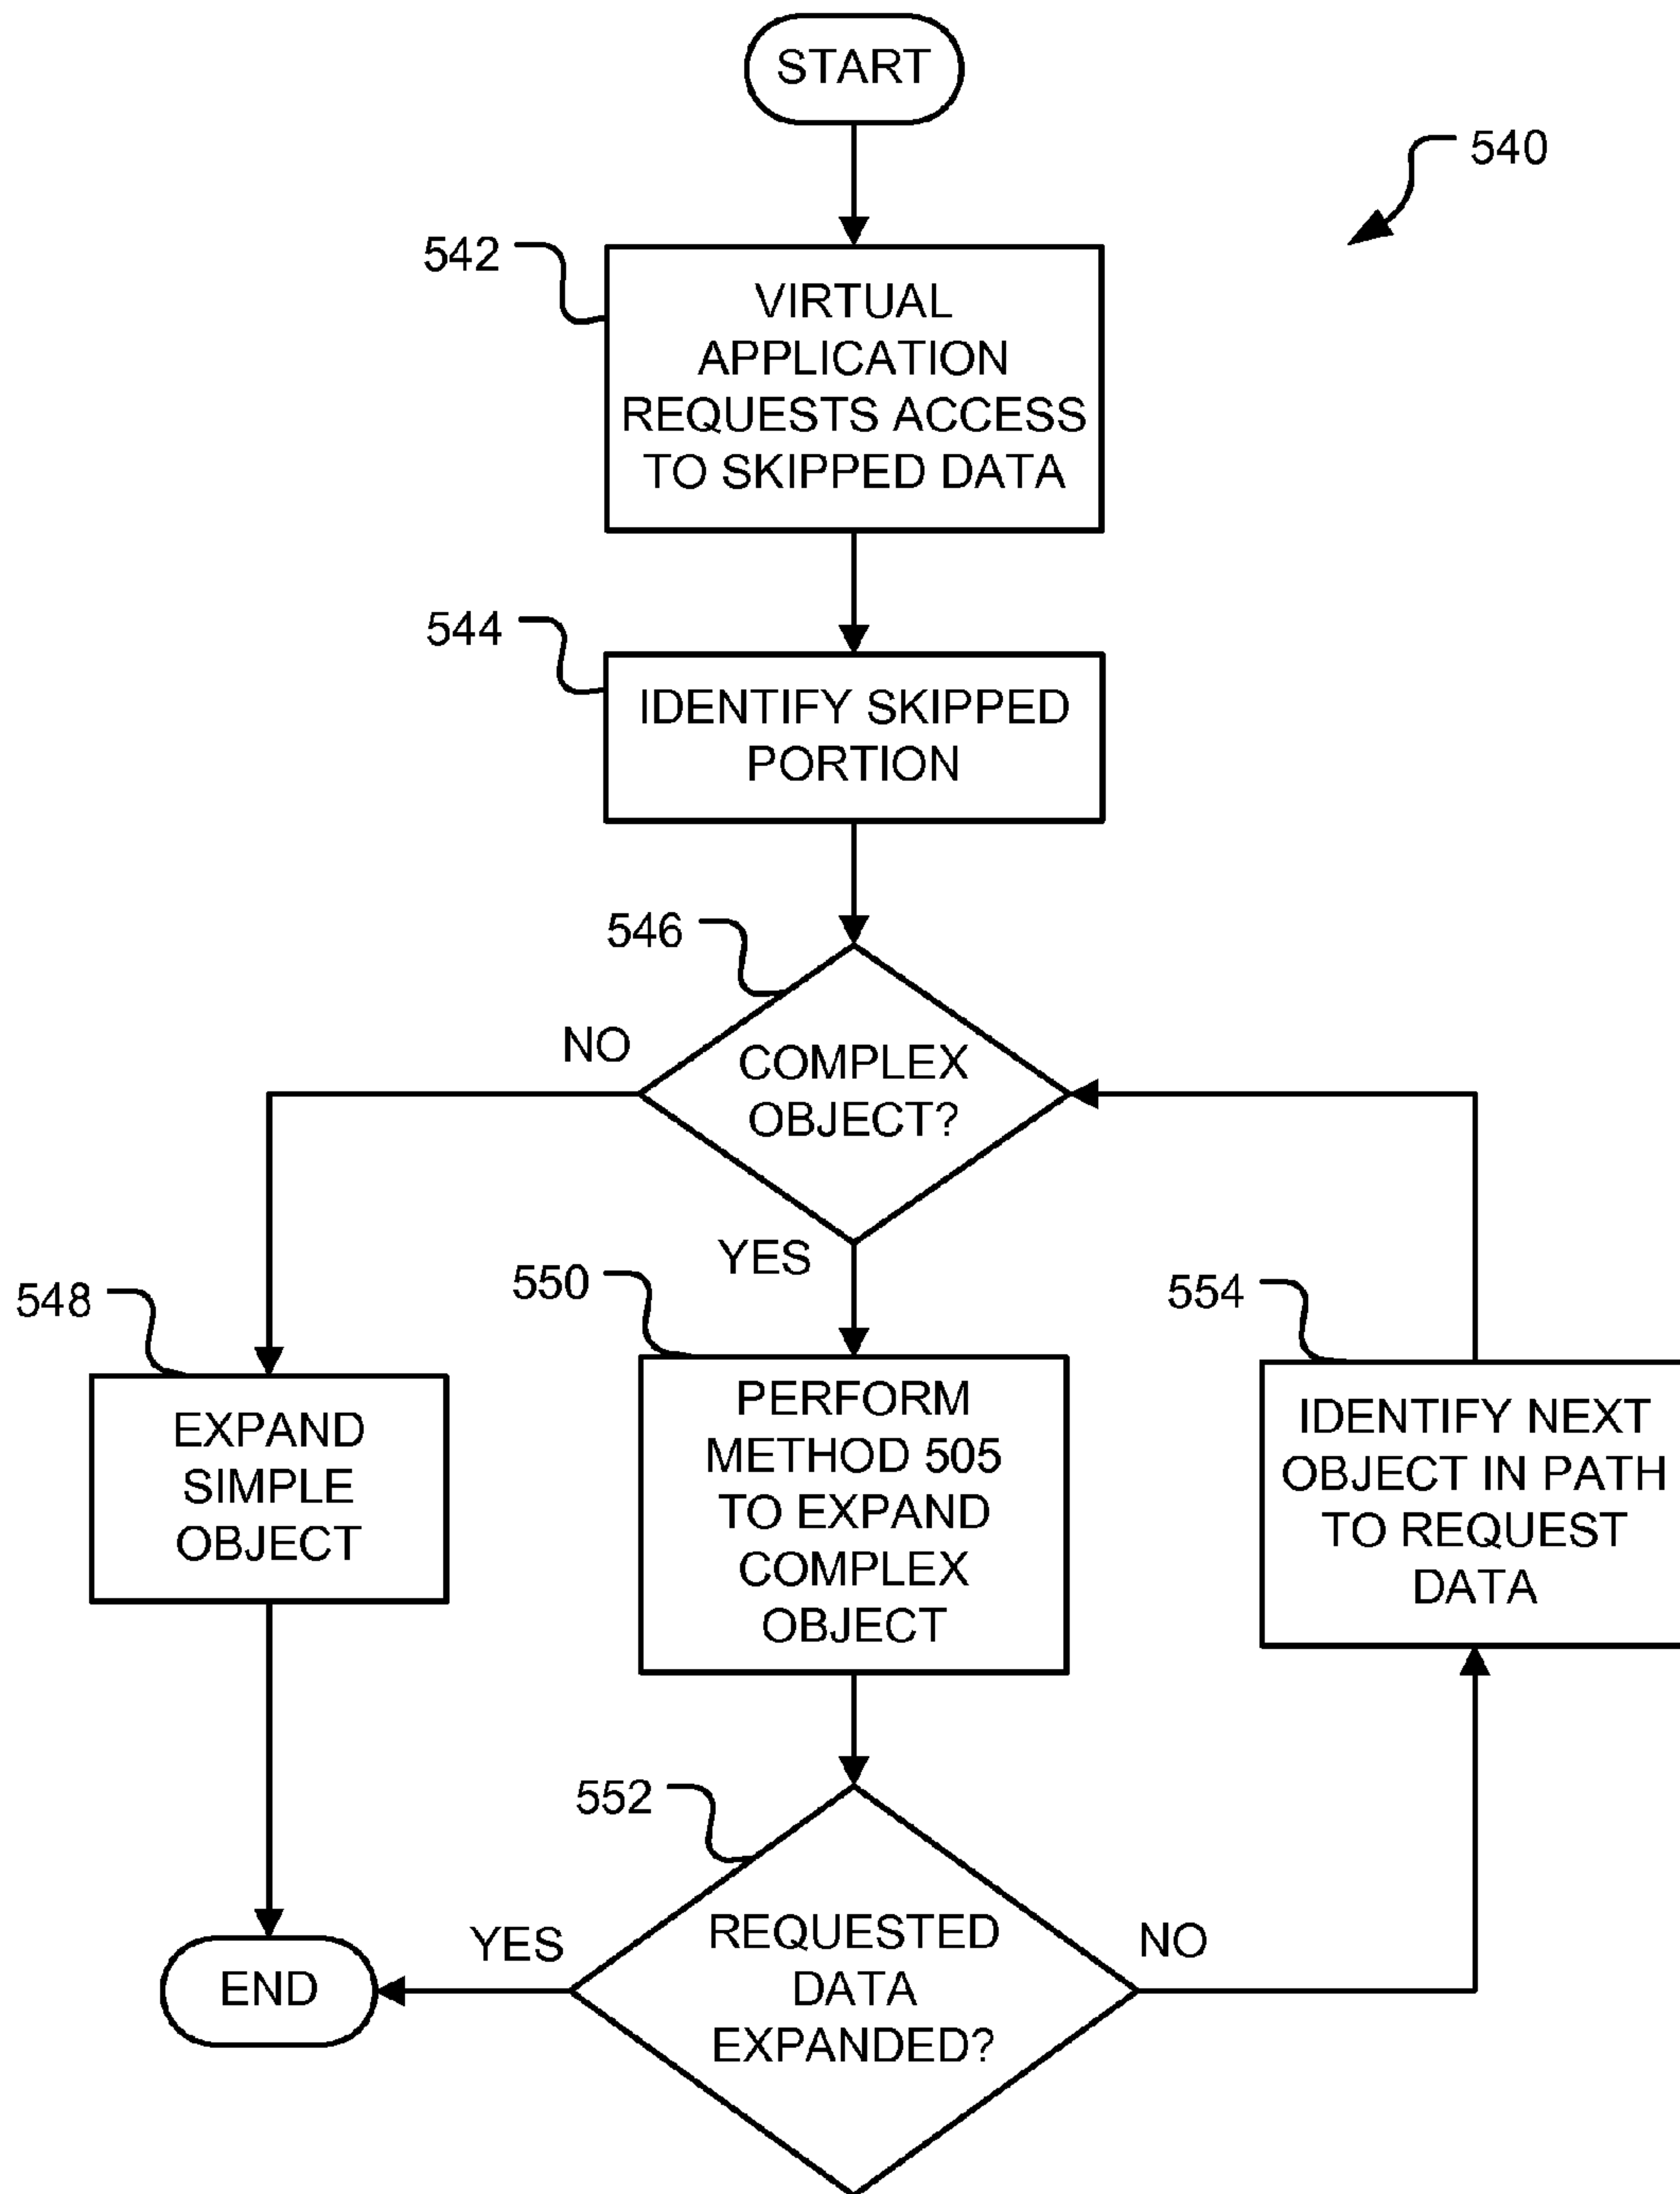 START
540
542
VIRTUAL
APPLICATION
REQUESTS ACCESS
TO SKIPPED DATA
544
IDENTIFY SKIPPED
PORTION
546
NO
COMPLEX
OBJECT?
YES
548
EXPAND
SIMPLE
OBJECT
550
PERFORM
METHOD 505
TO EXPAND
COMPLEX
OBJECT
554
IDENTIFY NEXT
OBJECT IN PATH
TO REQUEST
DATA
552
YES
REQUESTED
DATA
EXPANDED?
NO
END